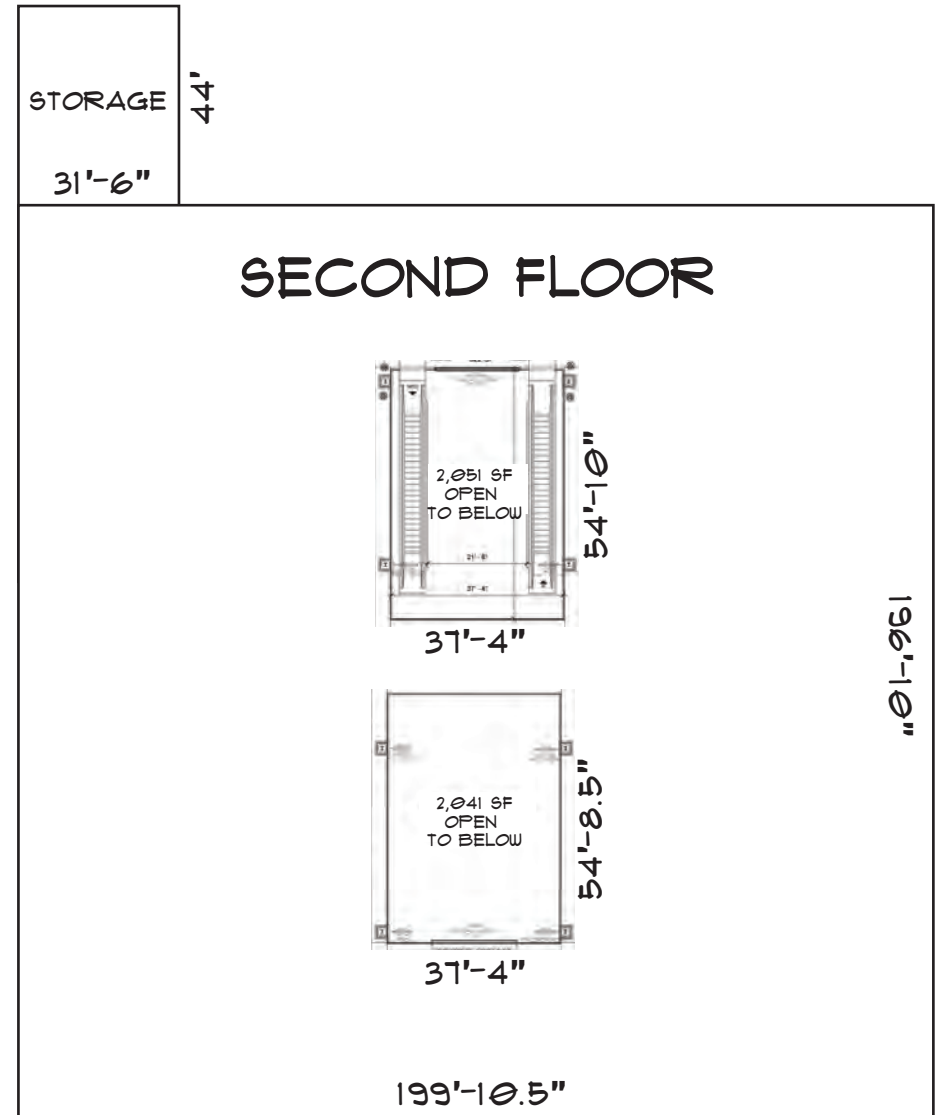 STORAGE
44'
31'-6"
SECOND FLOOR
2,051 SF
OPEN
TO BELOW
54'-10"
37'-4"
196'-10"
2,041 SF
OPEN
TO BELOW
54'-8.5"
37'-4"
199'-10.5"